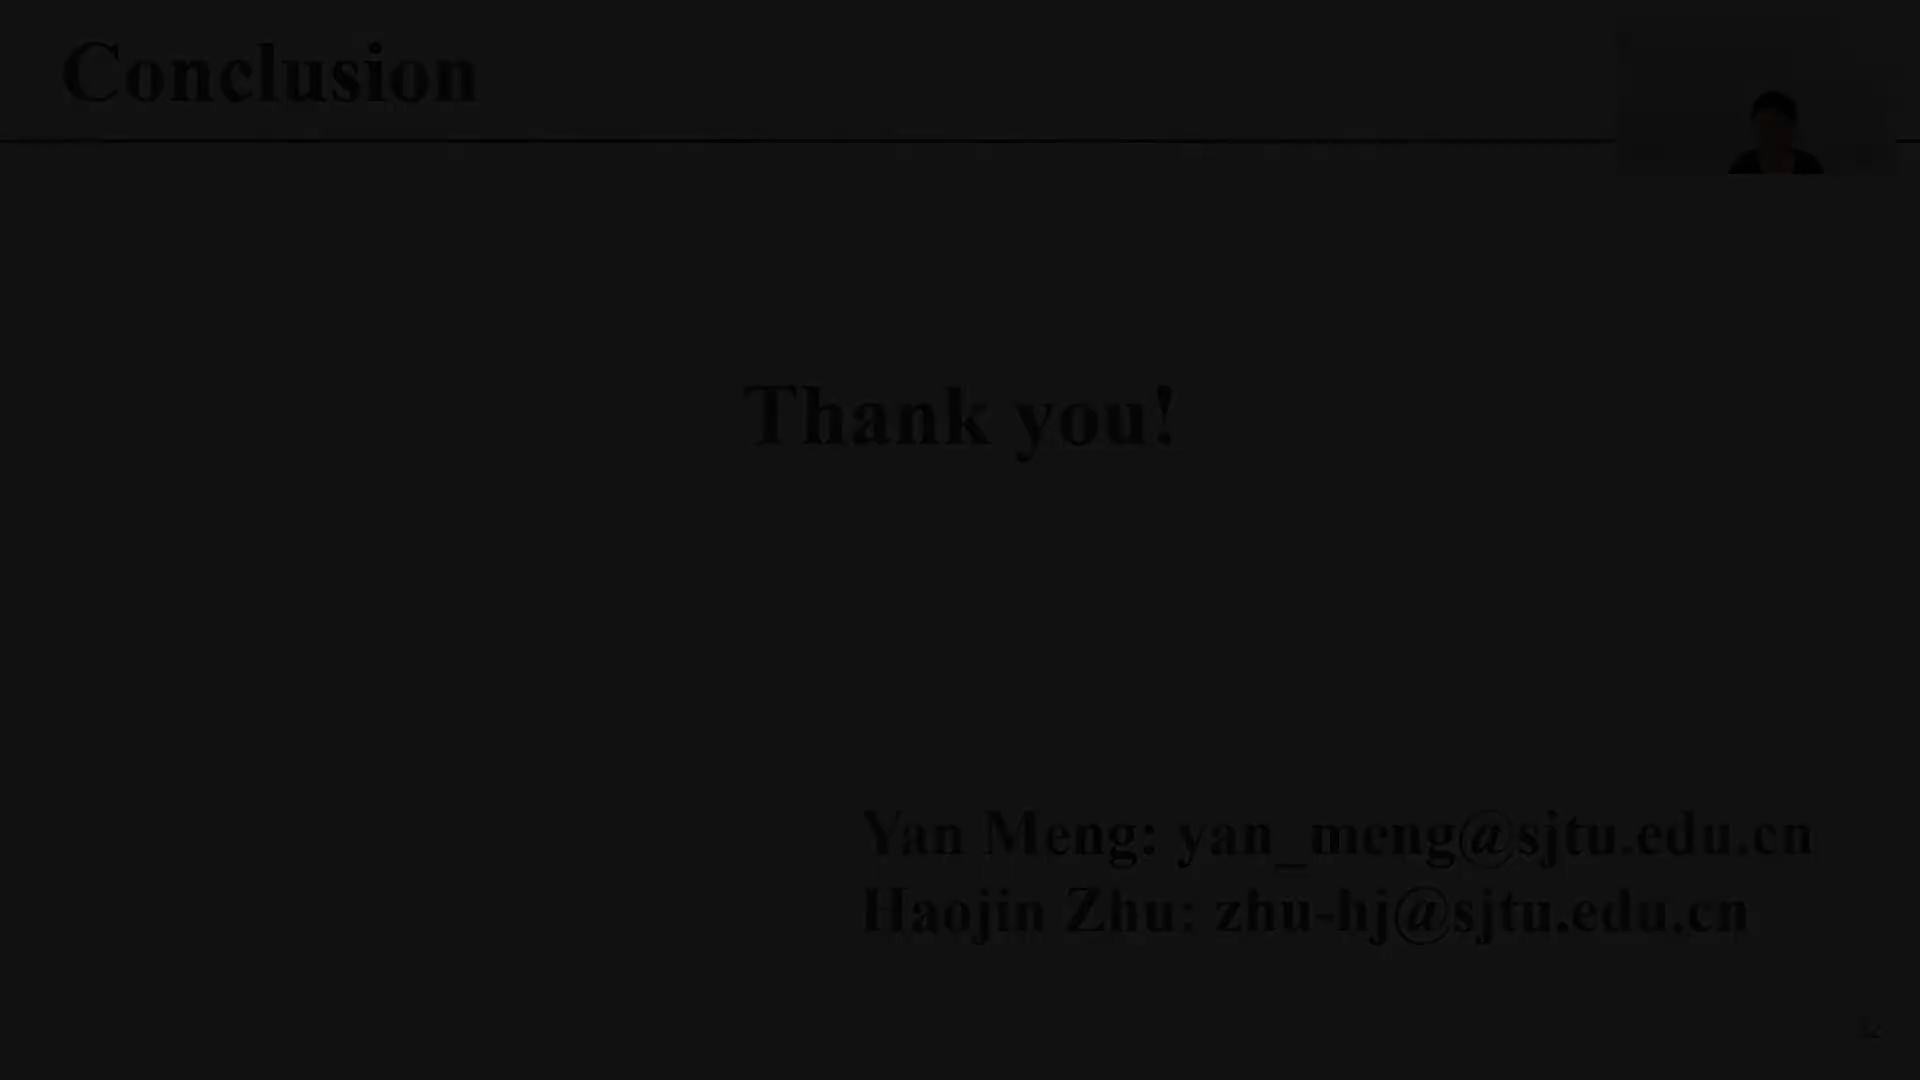 Conclusion
Thank you!
Yan Meng: yan_meng@sjtu.edu.cn
Haojin Zhu: zhu-hj@sjtu.edu.cn